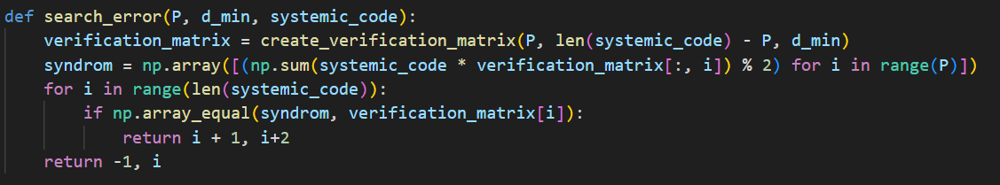 def search_error(P, d_min, systemic_code):
    verification_matrix = create_verification_matrix(P, len(systemic_code) - P, d_min)
    syndrom = np.array([(np.sum(systemic_code * verification_matrix[:, i]) % 2) for i in range(P)])
    for i in range(len(systemic_code)):
        if np.array_equal(syndrom, verification_matrix[i]):
            return i + 1, i+2
    return -1, i